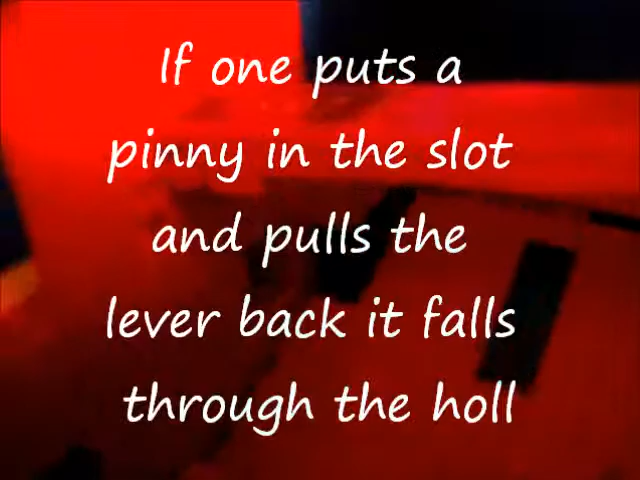 If one puts a
pinny in the slot
and pulls the
lever back it falls
through the holl